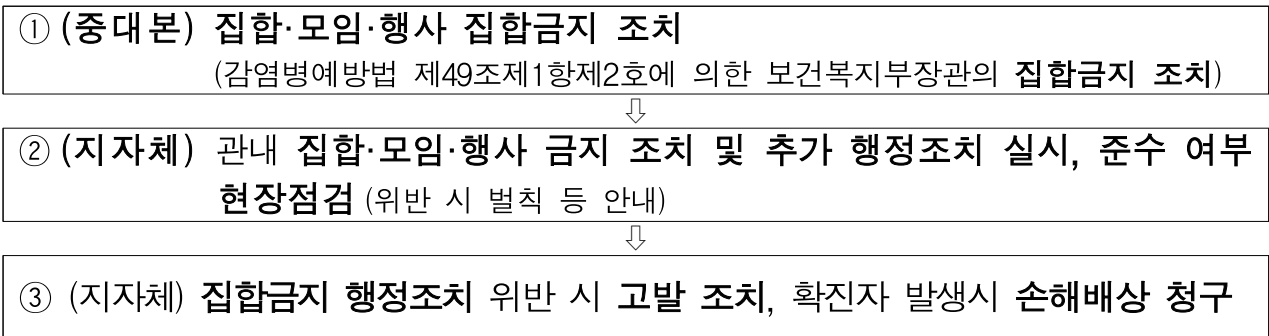 ① (중대본) 집합·모임·행사 집합금지 조치
(감염병예방법 제49조제1항제2호에 의한 보건복지부장관의 집합금지 조치)
⇩
② (지자체) 관내 집합·모임·행사 금지 조치 및 추가 행정조치 실시, 준수 여부
현장점검 (위반 시 벌칙 등 안내)
⇩
③ (지자체) 집합금지 행정조치 위반 시 고발 조치, 확진자 발생시 손해배상 청구